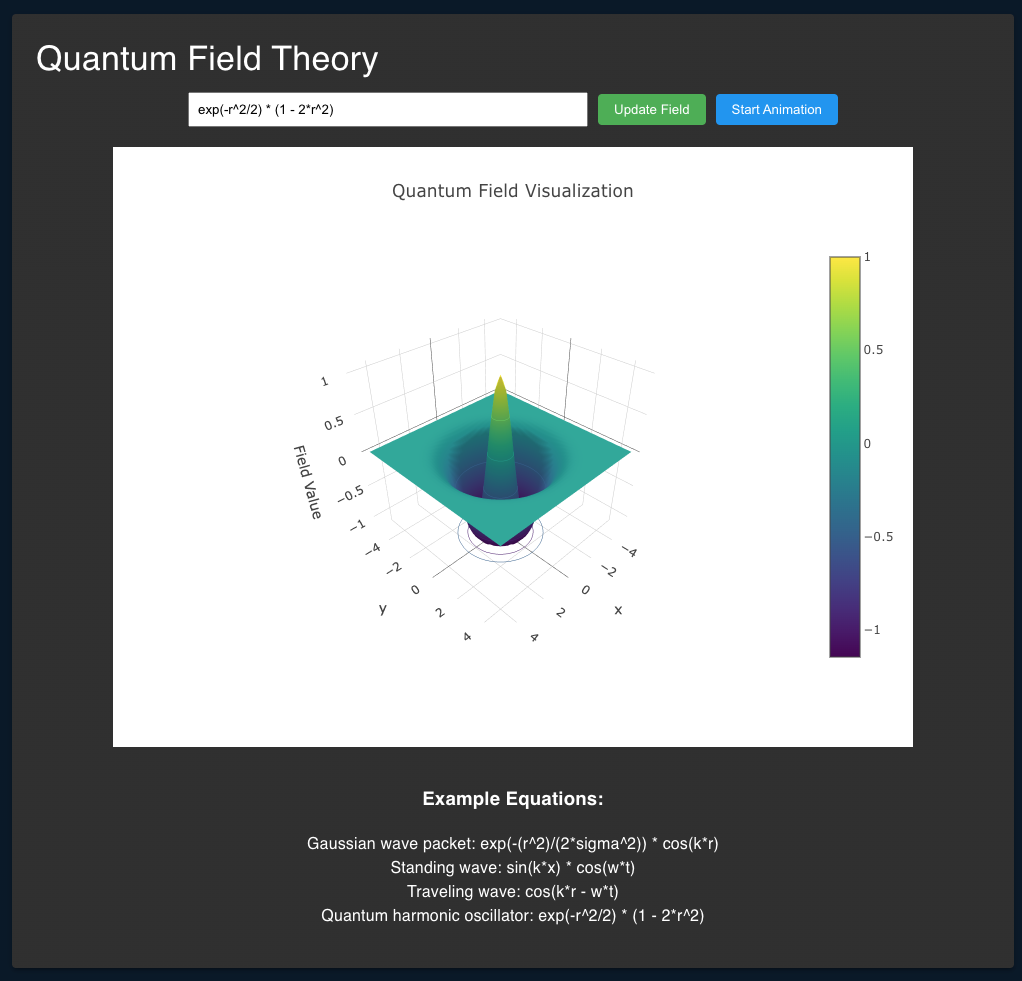 Quantum Field Theory
exp(-r^2/2) * (1 - 2*r^2)
Update Field
Start Animation
Quantum Field Visualization
1
0.5
0
−0.5
−1
Field Value
−4
−2
0
2
4
y
−4
−2
0
2
4
x
1
0.5
0
−0.5
−1
Example Equations:
Gaussian wave packet: exp(-(r^2)/(2*sigma^2)) * cos(k*r)
Standing wave: sin(k*x) * cos(w*t)
Traveling wave: cos(k*r - w*t)
Quantum harmonic oscillator: exp(-r^2/2) * (1 - 2*r^2)